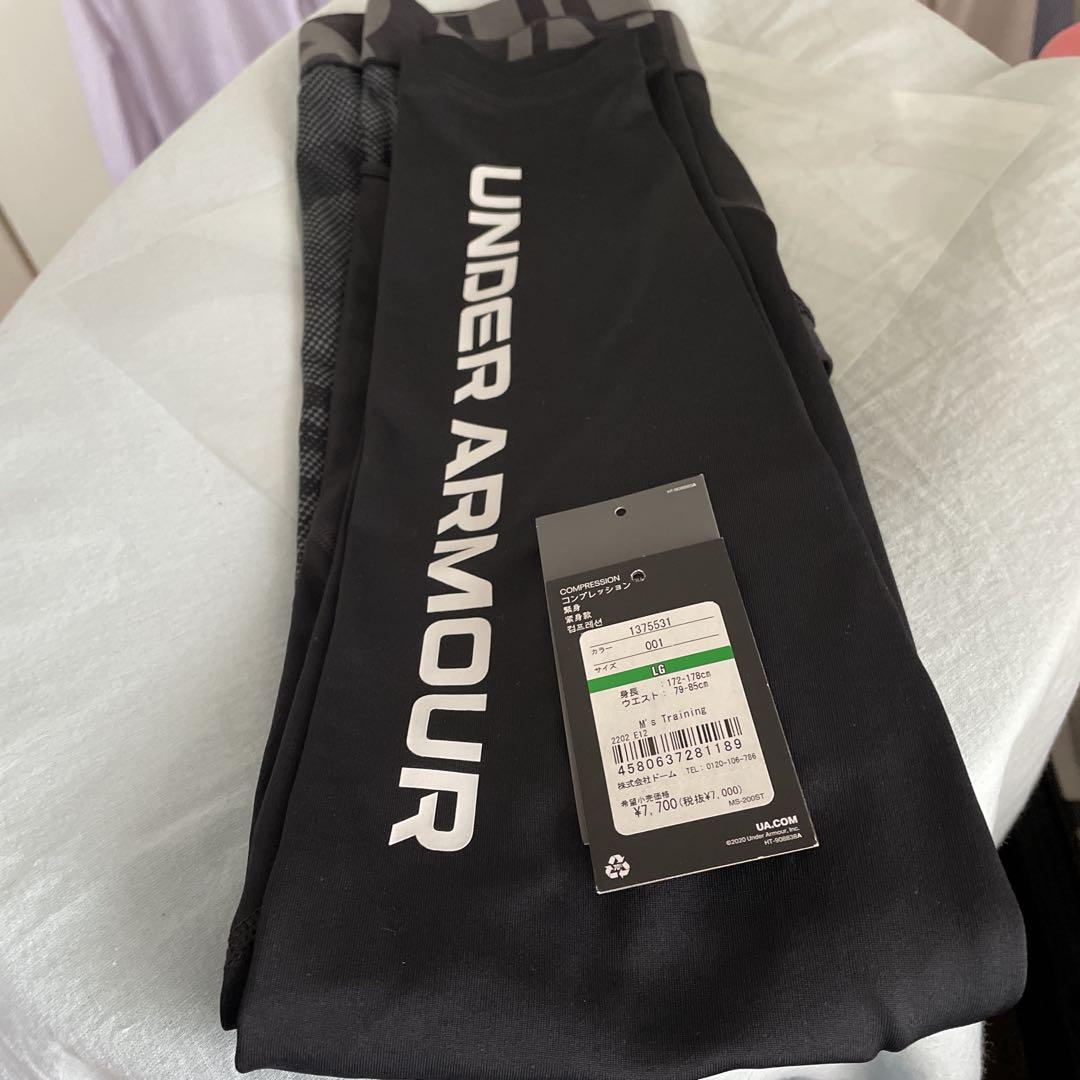 UNDER ARMOUR
HT-908883A
COMPRESSION
コンプレッション
緊身
紧身款
컴프레션
1375531
カラー 001
サイズ LG
身長 :172-178cm
ウエスト: 79-85cm
M's Training
2202 E12
4580637281189
株式会社ドーム TEL:0120-106-786
希望小売価格
¥7,700(税抜¥7,000)
MS-200ST
UA.COM
©2020 Under Armour, Inc.
HT-908838A